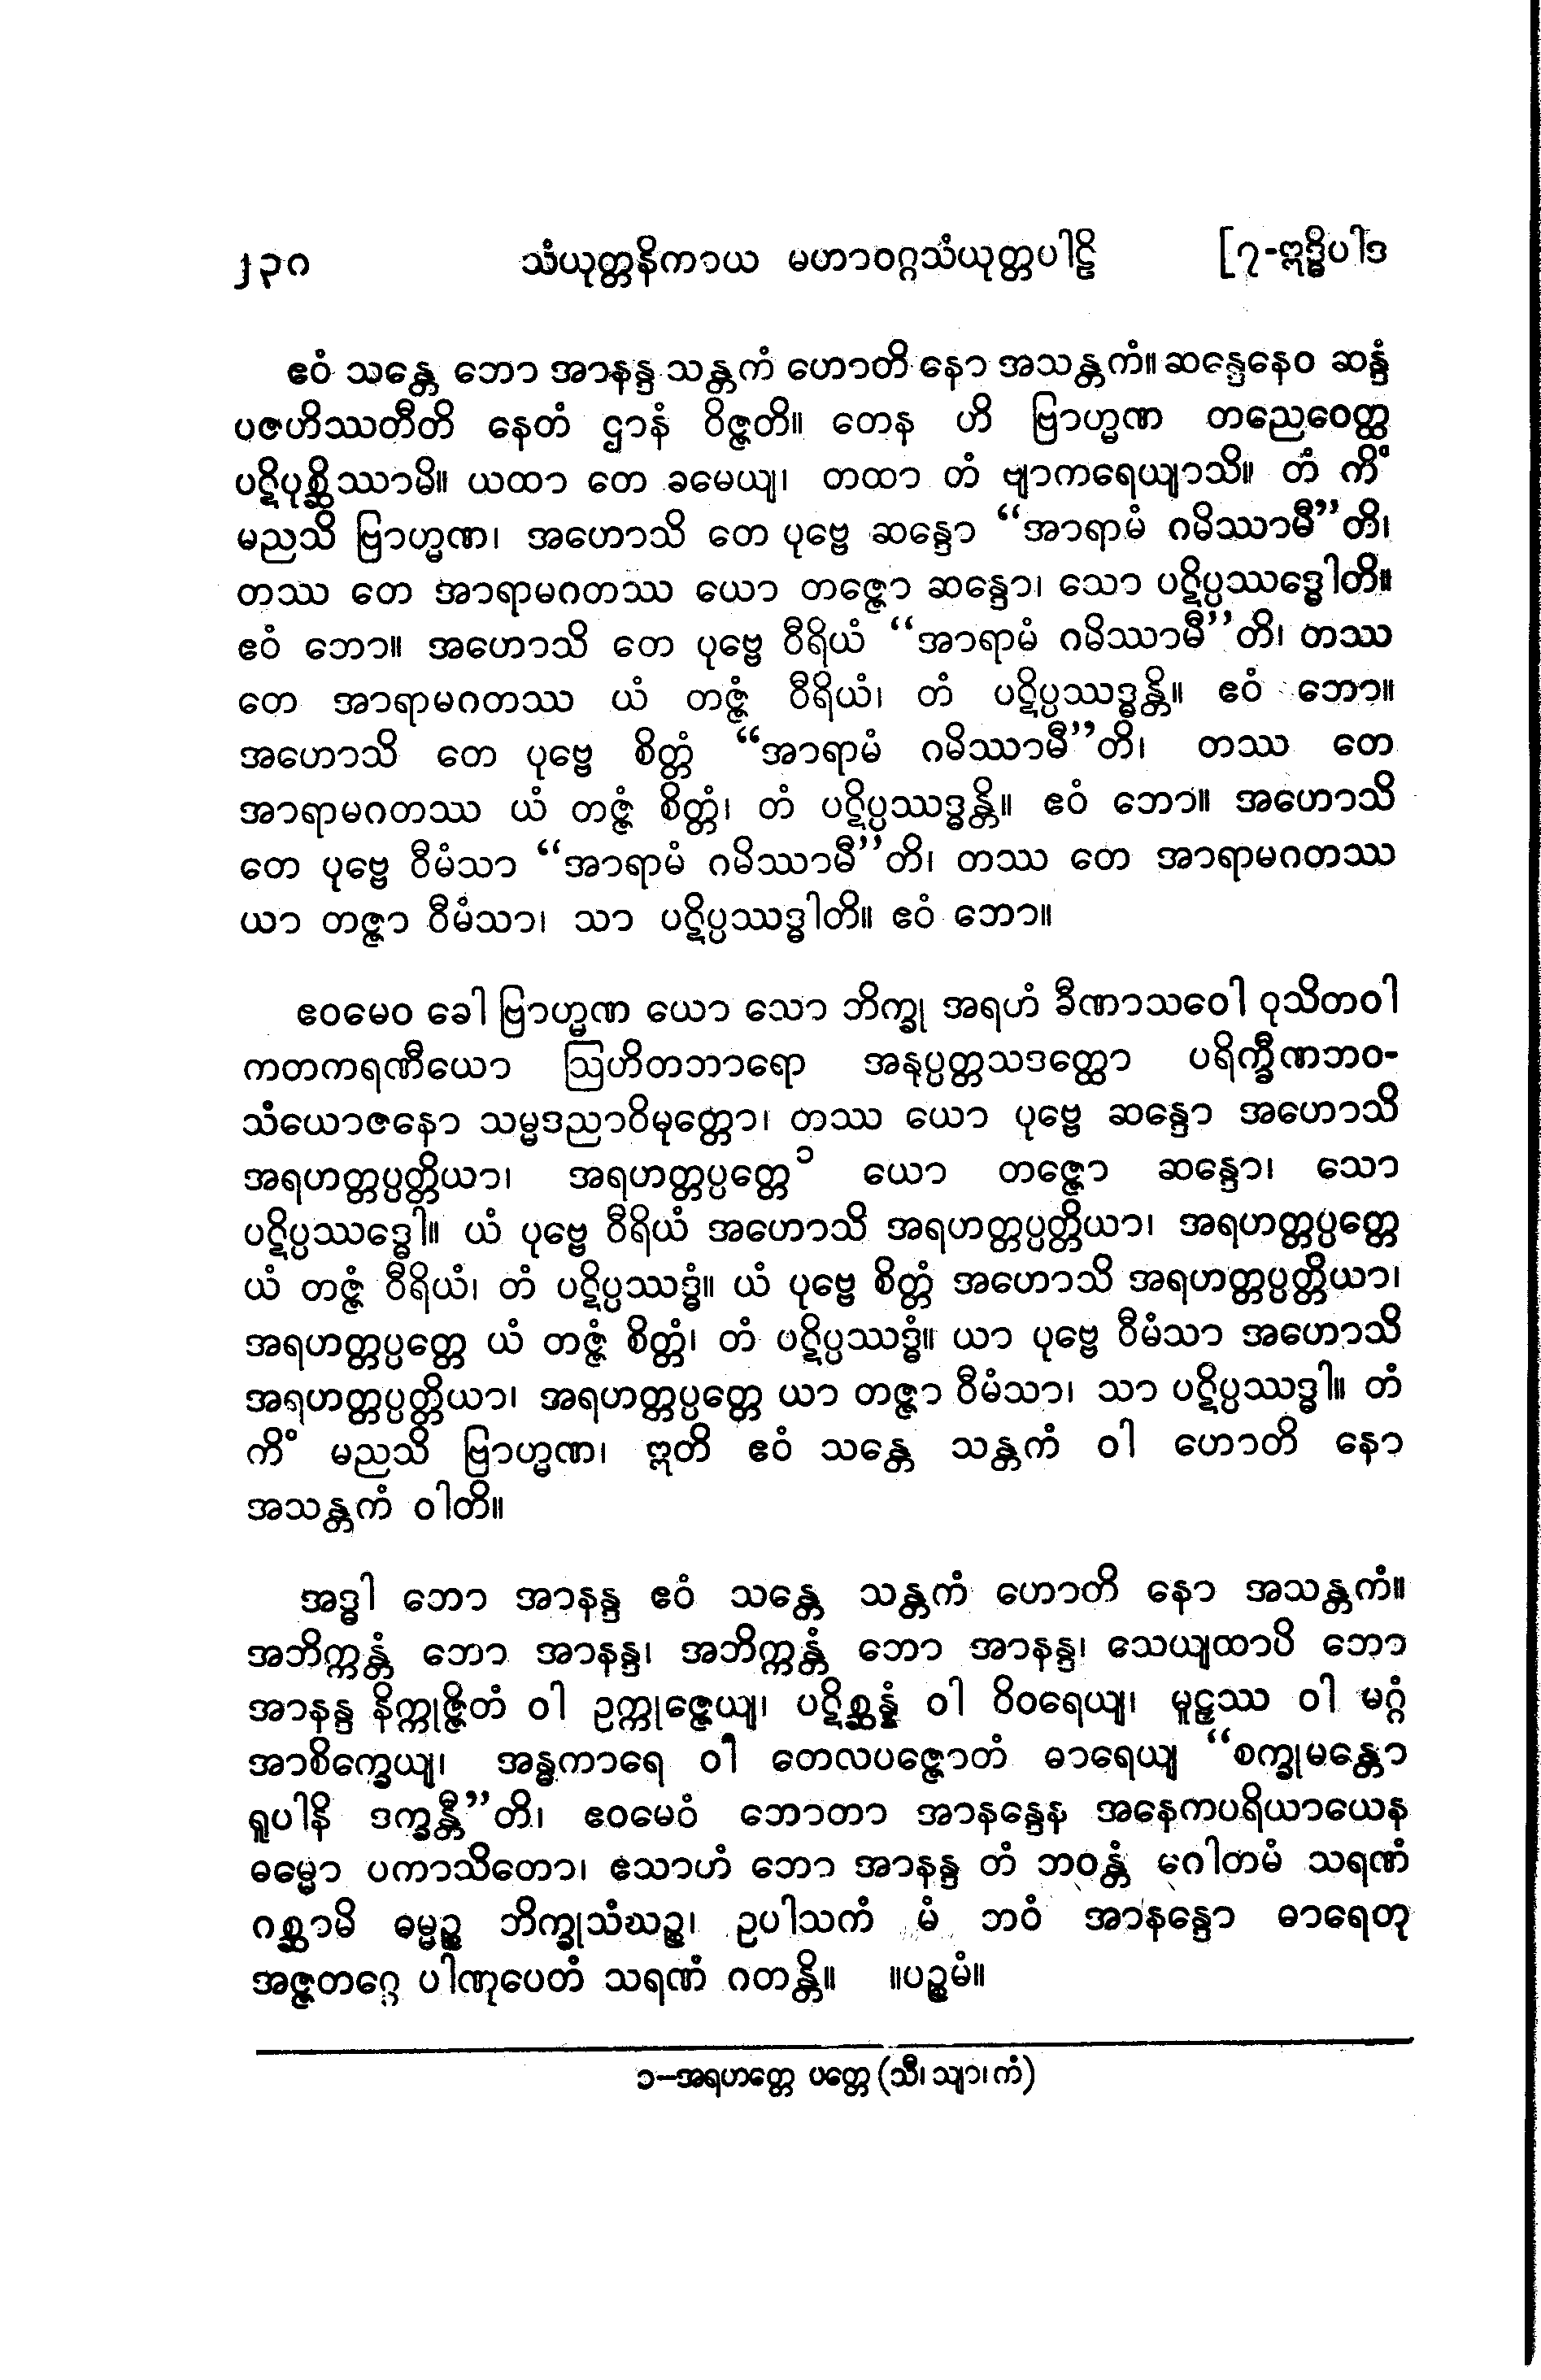 ၂၃ဂ သံယုတ္တနိကာယ မဟာဝဂ္ဂသံယုတ္တပါဠိ [၇-ဣဒ္ဓိပါဒ
ဧဝံ သန္တေ ဘော အာနန္ဒ သန္တကံ ဟောတိ နော အသန္တကံ။ ဆန္ဒေနေဝ ဆန္ဒံ
ပဇဟိဿတီတိ နေတံ ဌာနံ ဝိဇ္ဇတိ။ တေန ဟိ ဗြာဟ္မဏ တညေဝေတ္ထ
ပဋိပုစ္ဆိဿာမိ။ ယထာ တေ ခမေယျ၊ တထာ တံ ဗျာကရေယျာသိ။ တံ ကိံ
မညသိ ဗြာဟ္မဏ၊ အဟောသိ တေ ပုဗ္ဗေ ဆန္ဒော “အာရာမံ ဂမိဿာမီ”တိ၊
တဿ တေ အာရာမဂတဿ ယော တဇ္ဇော ဆန္ဒော၊ သော ပဋိပ္ပဿဒ္ဓေါတိ။
ဧဝံ ဘော။ အဟောသိ တေ ပုဗ္ဗေ ဝီရိယံ “အာရာမံ ဂမိဿာမီ”တိ၊ တဿ
တေ အာရာမဂတဿ ယံ တဇ္ဇံ ဝီရိယံ၊ တံ ပဋိပ္ပဿဒ္ဓန္တိ။ ဧဝံ ဘော။
အဟောသိ တေ ပုဗ္ဗေ စိတ္တံ “အာရာမံ ဂမိဿာမီ”တိ၊ တဿ တေ
အာရာမဂတဿ ယံ တဇ္ဇံ စိတ္တံ၊ တံ ပဋိပ္ပဿဒ္ဓန္တိ။ ဧဝံ ဘော။ အဟောသိ
တေ ပုဗ္ဗေ ဝီမံသာ “အာရာမံ ဂမိဿာမီ”တိ၊ တဿ တေ အာရာမဂတဿ
ယာ တဇ္ဇာ ဝီမံသာ၊ သာ ပဋိပ္ပဿဒ္ဓါတိ။ ဧဝံ ဘော။
ဧဝမေဝ ခေါ ဗြာဟ္မဏ ယော သော ဘိက္ခု အရဟံ ခီဏာသဝေါ ဝုသိတဝါ
ကတကရဏီယော ဩဟိတဘာရော အနုပ္ပတ္တသဒတ္ထော ပရိက္ခီဏဘဝ-
သံယောဇနော သမ္မဒညာဝိမုတ္တော၊ တဿ ယော ပုဗ္ဗေ ဆန္ဒော အဟောသိ
အရဟတ္တပ္ပတ္တိယာ၊ အရဟတ္တပ္ပတ္တေ၁ ယော တဇ္ဇော ဆန္ဒော၊ သော
ပဋိပ္ပဿဒ္ဓေါ။ ယံ ပုဗ္ဗေ ဝီရိယံ အဟောသိ အရဟတ္တပ္ပတ္တိယာ၊ အရဟတ္တပ္ပတ္တေ
ယံ တဇ္ဇံ ဝီရိယံ၊ တံ ပဋိပ္ပဿဒ္ဓံ။ ယံ ပုဗ္ဗေ စိတ္တံ အဟောသိ အရဟတ္တပ္ပတ္တိယာ၊
အရဟတ္တပ္ပတ္တေ ယံ တဇ္ဇံ စိတ္တံ၊ တံ ပဋိပ္ပဿဒ္ဓံ။ ယာ ပုဗ္ဗေ ဝီမံသာ အဟောသိ
အရဟတ္တပ္ပတ္တိယာ၊ အရဟတ္တပ္ပတ္တေ ယာ တဇ္ဇာ ဝီမံသာ၊ သာ ပဋိပ္ပဿဒ္ဓါ။ တံ
ကိံ မညသိ ဗြာဟ္မဏ၊ ဣတိ ဧဝံ သန္တေ သန္တကံ ဝါ ဟောတိ နော
အသန္တကံ ဝါတိ။
အဒ္ဓါ ဘော အာနန္ဒ ဧဝံ သန္တေ သန္တကံ ဟောတိ နော အသန္တကံ။
အဘိက္ကန္တံ ဘော အာနန္ဒ၊ အဘိက္ကန္တံ ဘော အာနန္ဒ၊ သေယျထာပိ ဘော
အာနန္ဒ နိက္ကုဇ္ဇိတံ ဝါ ဥက္ကုဇ္ဇေယျ၊ ပဋိစ္ဆန္နံ ဝါ ဝိဝရေယျ၊ မူဠှဿ ဝါ မဂ္ဂံ
အာစိက္ခေယျ၊ အန္ဓကာရေ ဝါ တေလပဇ္ဇောတံ ဓာရေယျ “စက္ခုမန္တော
ရူပါနိ ဒက္ခန္တီ”တိ၊ ဧဝမေဝံ ဘောတာ အာနန္ဒေန အနေကပရိယာယေန
ဓမ္မော ပကာသိတော၊ ဧသာဟံ ဘော အာနန္ဒ တံ ဘဝန္တံ ဂေါတမံ သရဏံ
ဂစ္ဆာမိ ဓမ္မဉ္စ ဘိက္ခုသံဃဉ္စ၊ ဥပါသကံ မံ ဘဝံ အာနန္ဒော ဓာရေတု
အဇ္ဇတဂ္ဂေ ပါဏုပေတံ သရဏံ ဂတန္တိ။ ။ပဉ္စမံ။
၁-အရဟတ္တေ ပတ္တေ (သီ၊ သျာ၊ ကံ)